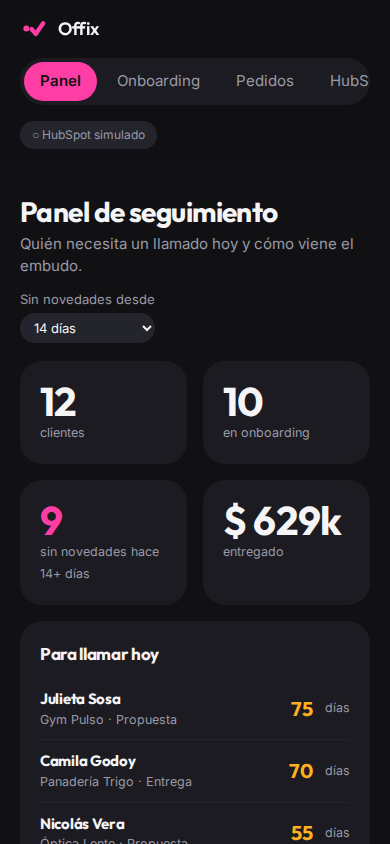 Offix
Panel Onboarding Pedidos HubS
○ HubSpot simulado
Panel de seguimiento
Quién necesita un llamado hoy y cómo viene el
embudo.
Sin novedades desde
14 días
12
clientes
10
en onboarding
9
sin novedades hace
14+ días
$ 629k
entregado
Para llamar hoy
Julieta Sosa
Gym Pulso · Propuesta
75 días
Camila Godoy
Panadería Trigo · Entrega
70 días
Nicolás Vera
Óptica Lente · Propuesta
55 días